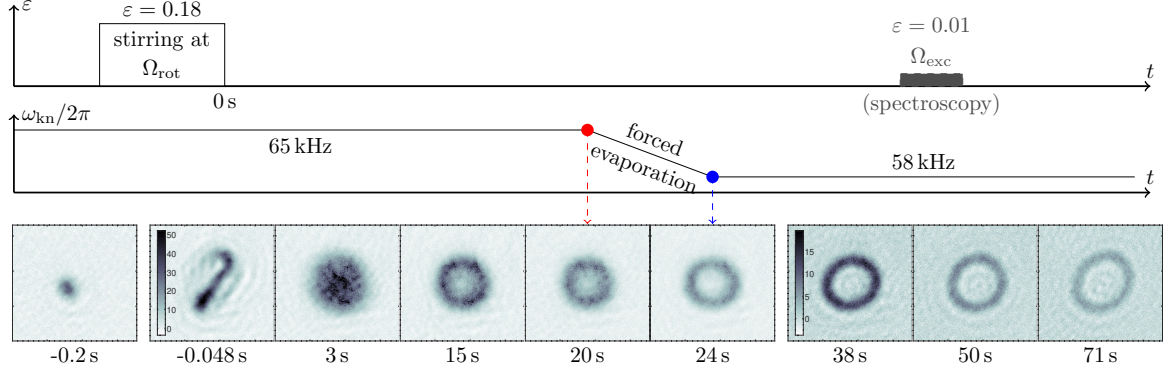 ε
ε = 0.18
stirring at
Ω_rot
0 s
ε = 0.01
Ω_exc
(spectroscopy)
t
ω_kn/2π
65 kHz
forced
evaporation
58 kHz
t
50
40
30
20
10
0
15
10
5
0
-0.2 s
-0.048 s
3 s
15 s
20 s
24 s
38 s
50 s
71 s